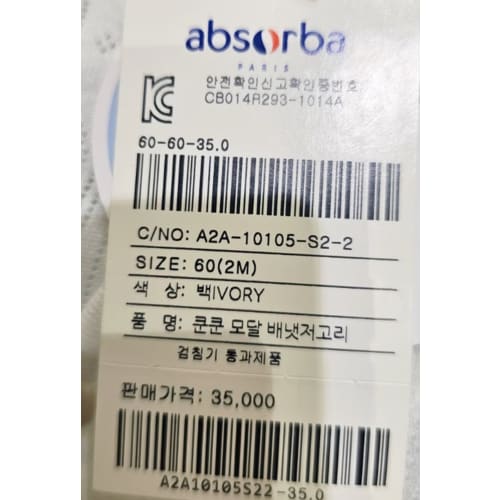 absorba
PARIS
안전확인신고확인증번호
CB014R293-1014A
60-60-35.0
C/NO: A2A-10105-S2-2
SIZE: 60(2M)
색 상: 백IVORY
품 명: 쿤쿤 모달 배냇저고리
검침기 통과제품
판매가격: 35,000
A2A10105S22-35.0